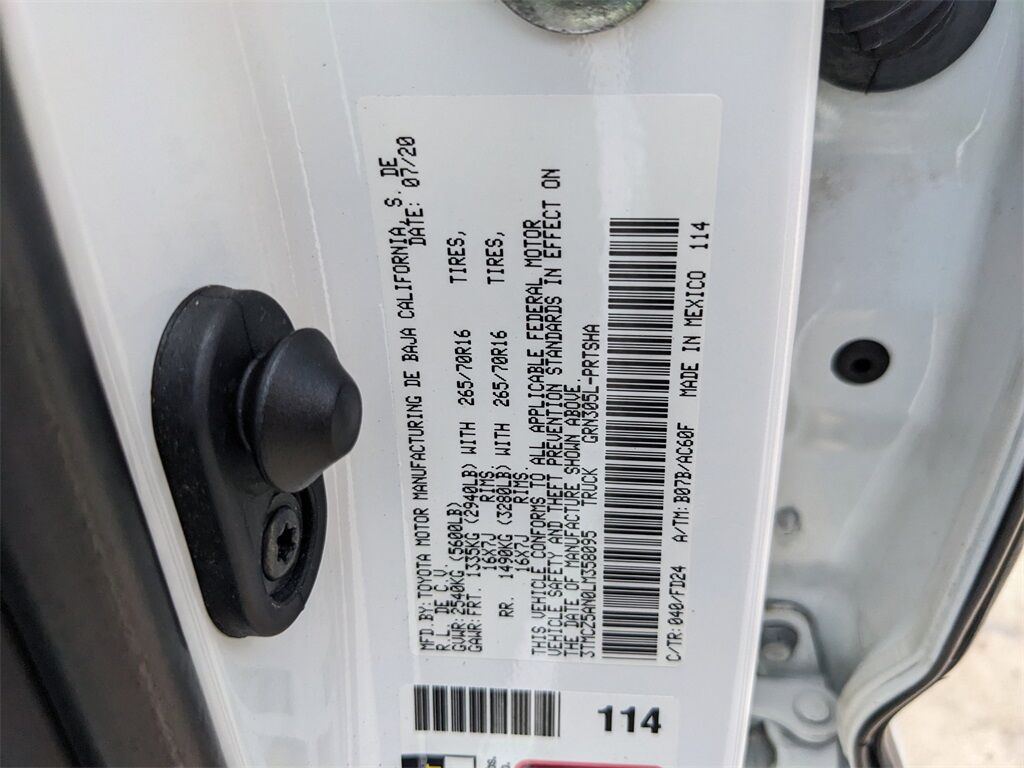 MFD BY: TOYOTA MOTOR MANUFACTURING DE BAJA CALIFORNIA, S. DE
R.L. DE C.V. DATE: 07/20
GVWR: 2540KG (5600LB)
GAWR: FRT. 1335KG (2940LB) WITH 265/70R16 TIRES,
16X7J RIMS.
RR. 1490KG (3280LB) WITH 265/70R16 TIRES,
16X7J RIMS.
THIS VEHICLE CONFORMS TO ALL APPLICABLE FEDERAL MOTOR
VEHICLE SAFETY AND THEFT PREVENTION STANDARDS IN EFFECT ON
THE DATE OF MANUFACTURE SHOWN ABOVE.
3TMCZ5AN0LM358095 TRUCK GRN305L-PRTSHA
C/TR: 040/FD24 A/TM: B07B/AC60F MADE IN MEXICO 114
114